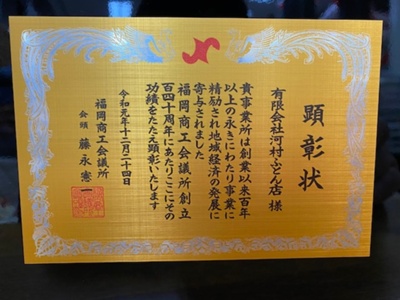 顕彰状
有限会社河村ふとん店 様
貴事業所は創業以来百年
以上の永きにわたり事業に
精励され地域経済の発展に
寄与されました
福岡商工会議所創立
百四十周年にあたりここにその
功績をたたえ顕彰いたします
令和元年十二月二十四日
福岡商工会議所
会頭 藤永憲一